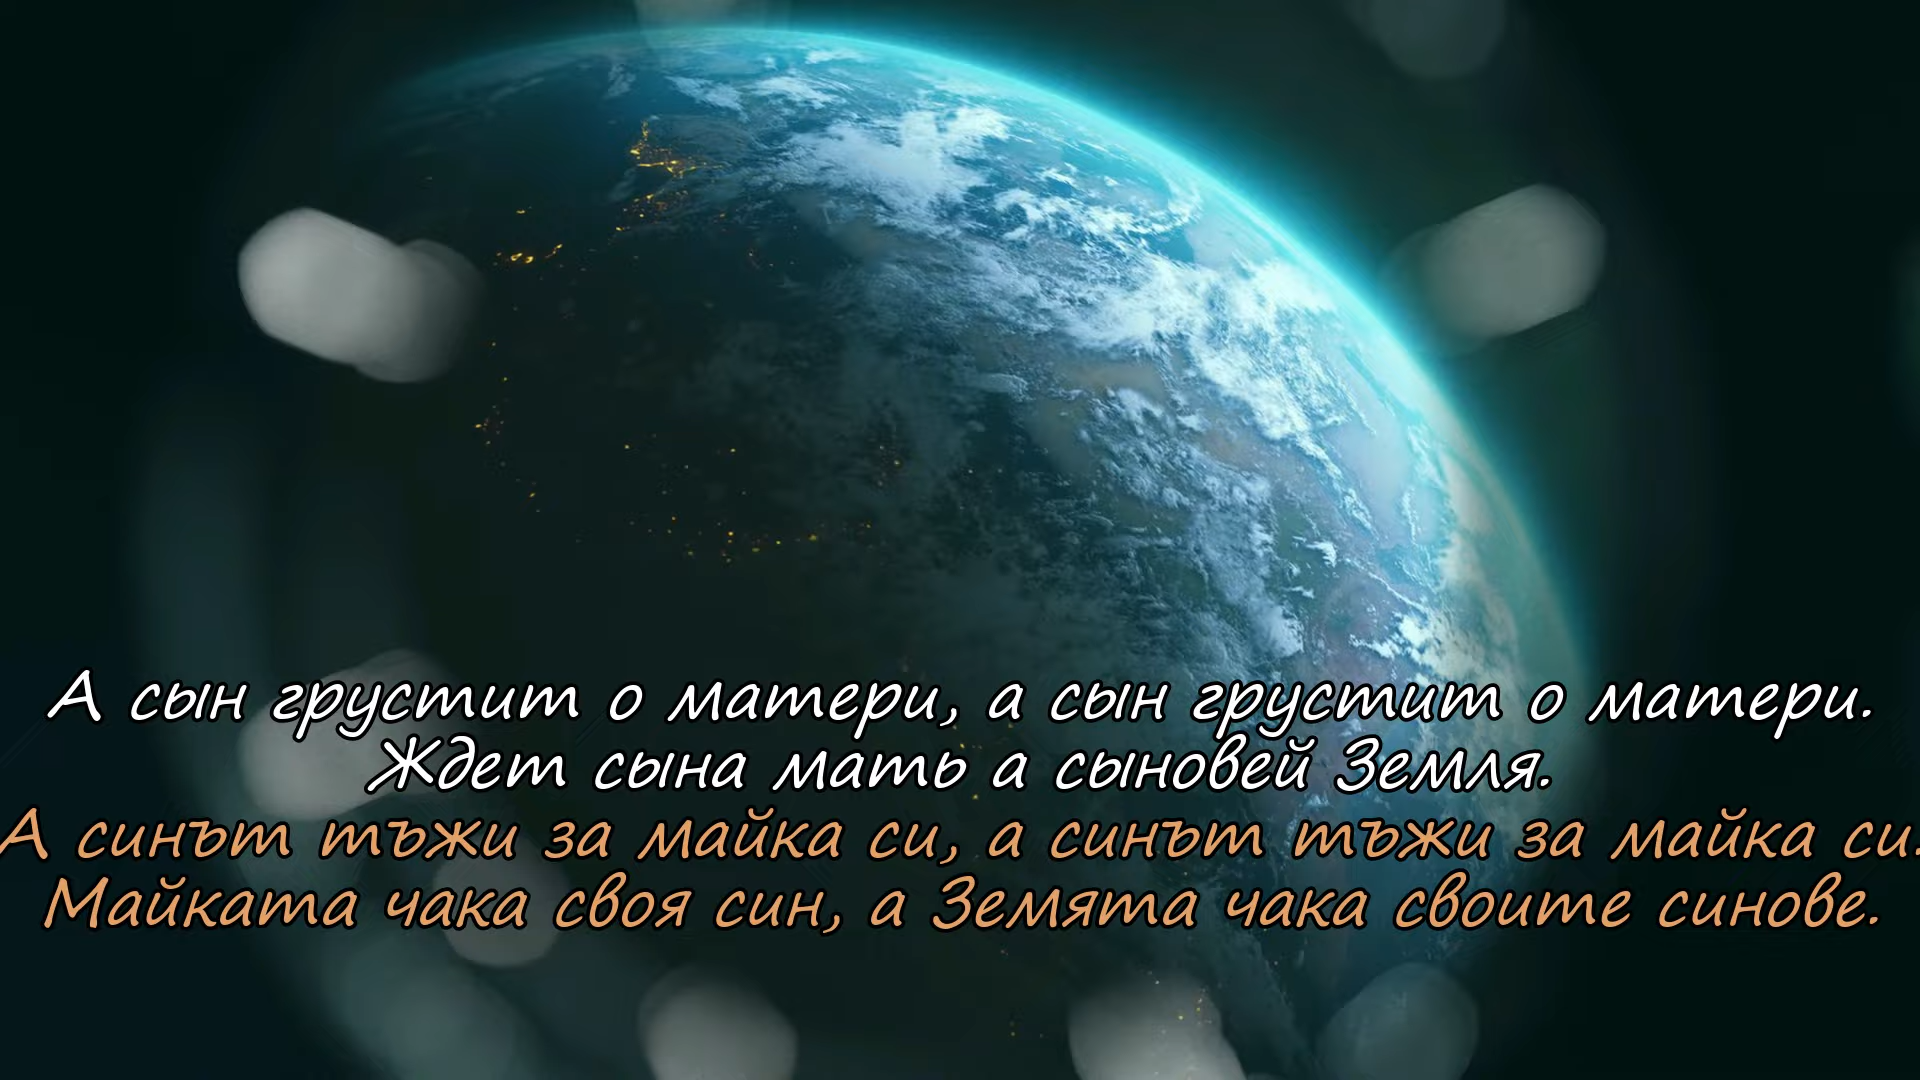 А сын грустит о матери, а сын грустит о матери.
Ждет сына мать а сыновей Земля.
А синът тъжи за майка си, а синът тъжи за майка си.
Майката чака своя син, а Земята чака своите синове.